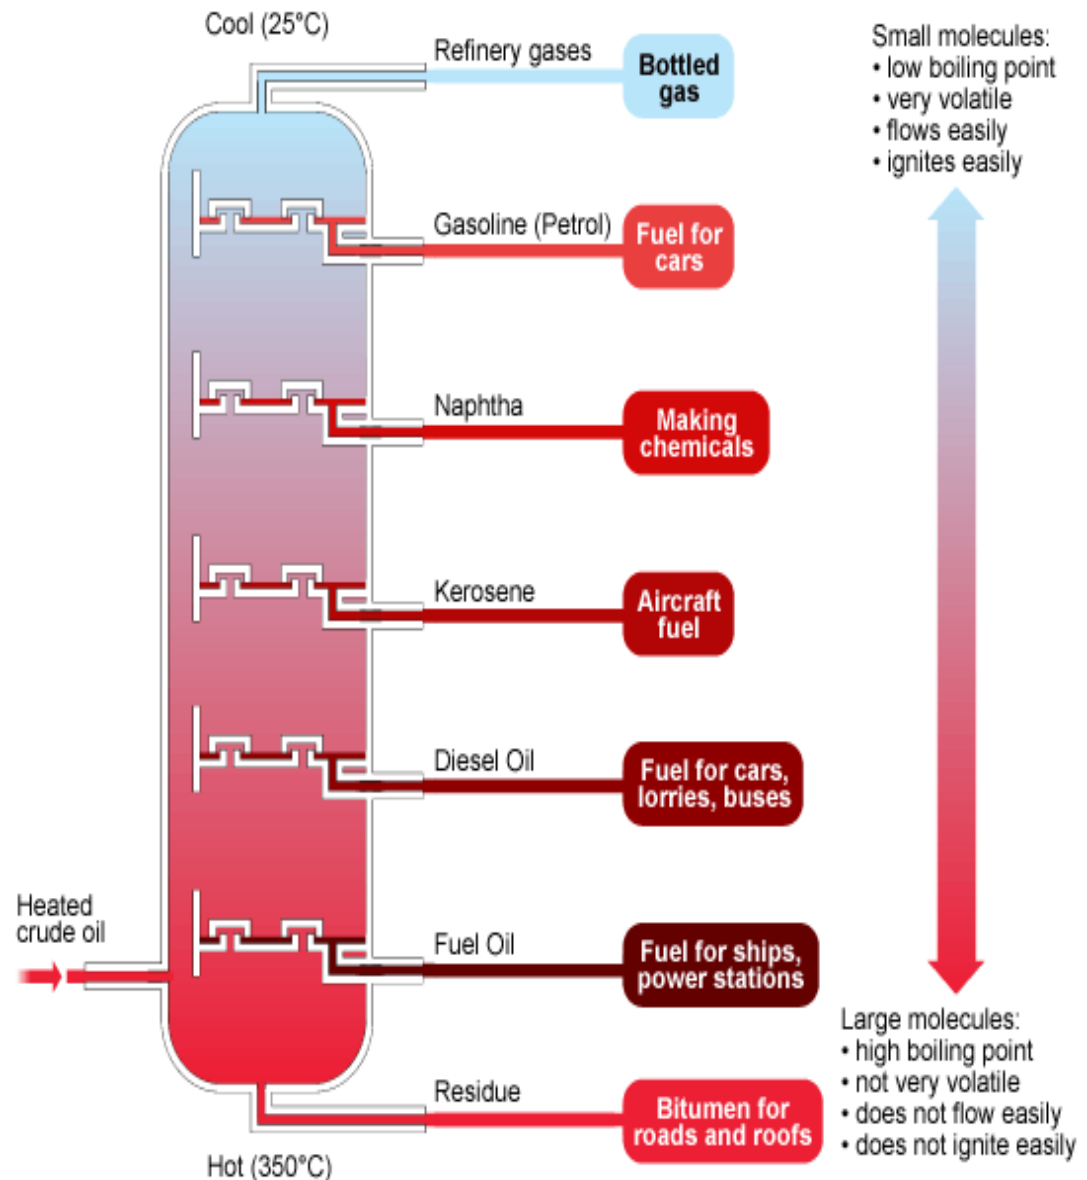 Cool (25°C)
Refinery gases
Bottled
gas
Small molecules:
• low boiling point
• very volatile
• flows easily
• ignites easily
Gasoline (Petrol)
Fuel for
cars
Naphtha
Making
chemicals
Kerosene
Aircraft
fuel
Diesel Oil
Fuel for cars,
lorries, buses
Heated
crude oil
Fuel Oil
Fuel for ships,
power stations
Large molecules:
• high boiling point
• not very volatile
• does not flow easily
• does not ignite easily
Residue
Bitumen for
roads and roofs
Hot (350°C)